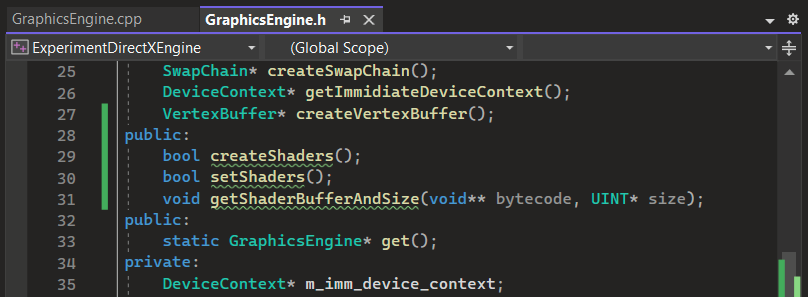 GraphicsEngine.cpp GraphicsEngine.h
ExperimentDirectXEngine (Global Scope)
25 SwapChain* createSwapChain();
26 DeviceContext* getImmidiateDeviceContext();
27 VertexBuffer* createVertexBuffer();
28 public:
29 bool createShaders();
30 bool setShaders();
31 void getShaderBufferAndSize(void** bytecode, UINT* size);
32 public:
33 static GraphicsEngine* get();
34 private:
35 DeviceContext* m_imm_device_context;